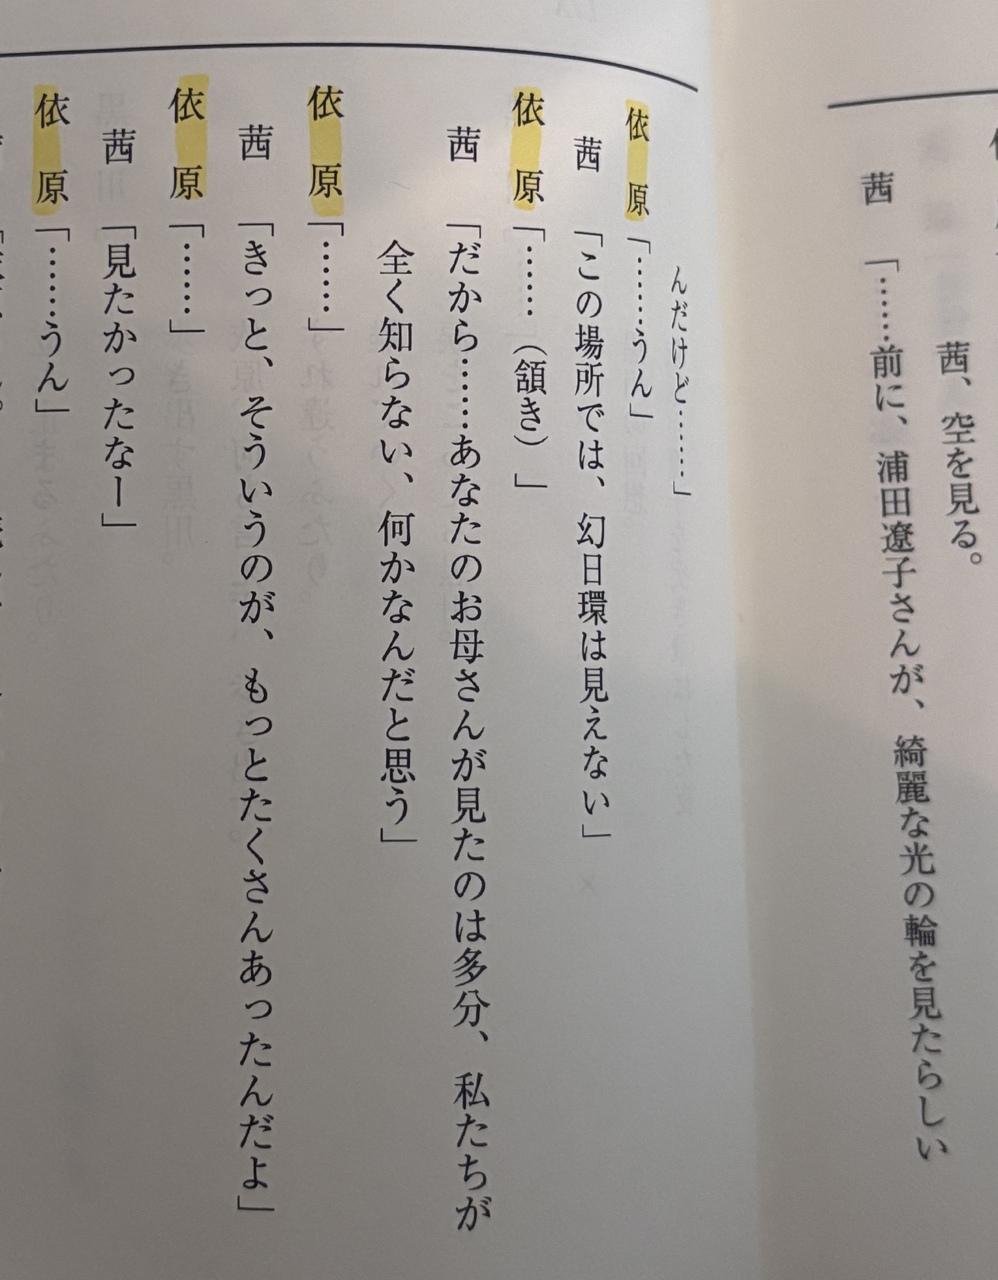 茜、空を見る。
茜「……前に、浦田遼子さんが、綺麗な光の輪を見たらしい
んだけど……」
依原「……うん」
茜「この場所では、幻日環は見えない」
依原「……（頷き）」
茜「だから……あなたのお母さんが見たのは多分、私たちが
全く知らない、何かなんだと思う」
依原「……」
茜「きっと、そういうのが、もっとたくさんあったんだよ」
依原「……」
茜「見たかったなー」
依原「……うん」